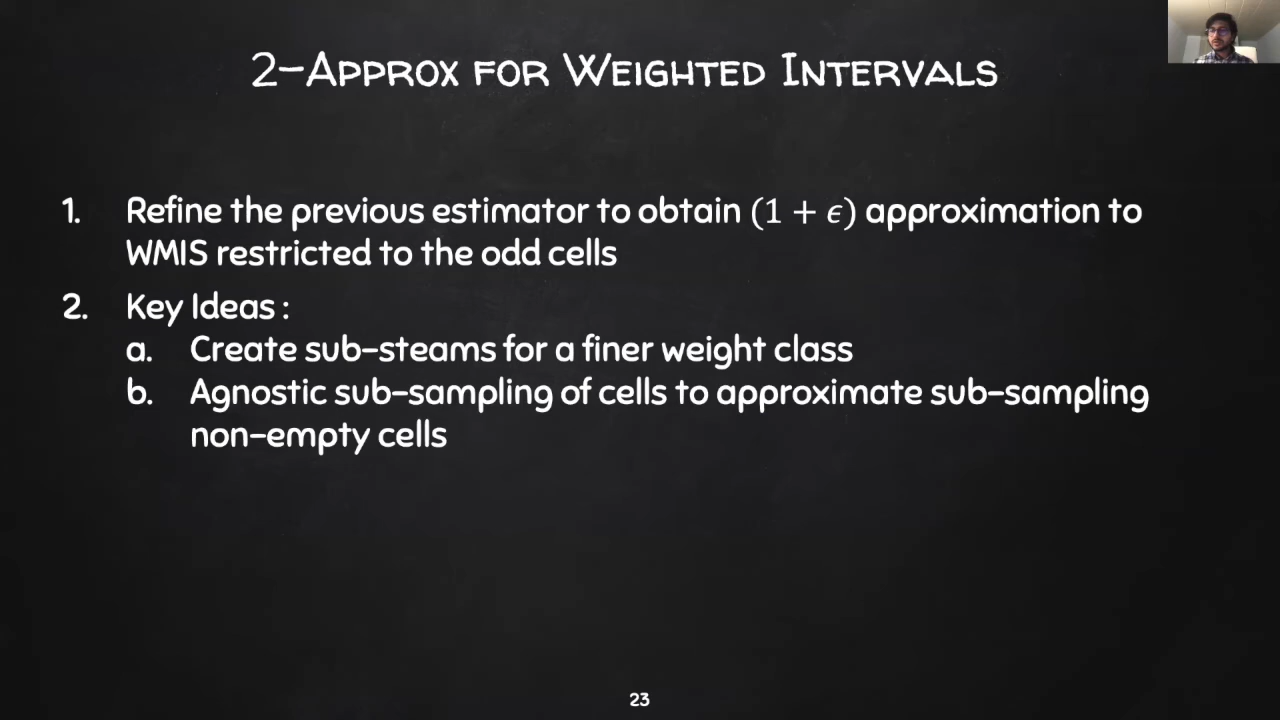 2-Approx for Weighted Intervals
1. Refine the previous estimator to obtain (1 + ϵ) approximation to
WMIS restricted to the odd cells
2. Key Ideas :
a. Create sub-steams for a finer weight class
b. Agnostic sub-sampling of cells to approximate sub-sampling
non-empty cells
23